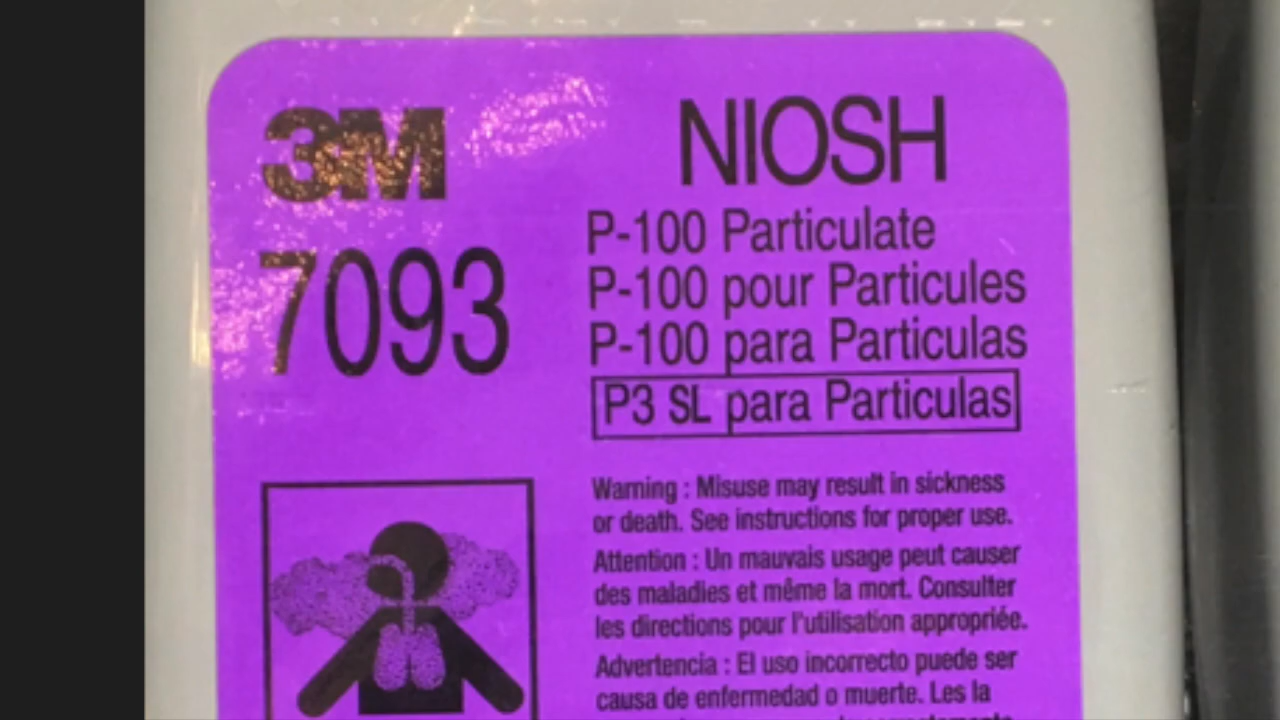 3M
7093
NIOSH
P-100 Particulate
P-100 pour Particules
P-100 para Particulas
P3 SL para Particulas
Warning : Misuse may result in sickness
or death. See instructions for proper use.
Attention : Un mauvais usage peut causer
des maladies et même la mort. Consulter
les directions pour l'utilisation appropriée.
Advertencia : El uso incorrecto puede ser
causa de enfermedad o muerte. Les la